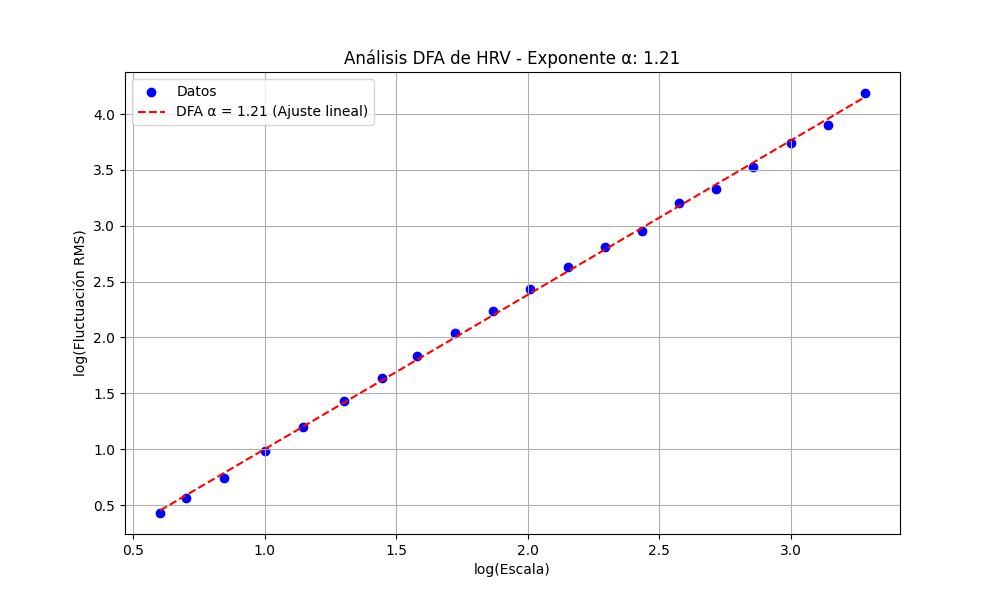 Análisis DFA de HRV - Exponente α: 1.21
Datos
DFA α = 1.21 (Ajuste lineal)
log(Fluctuación RMS)
4.0
3.5
3.0
2.5
2.0
1.5
1.0
0.5
0.5 1.0 1.5 2.0 2.5 3.0
log(Escala)